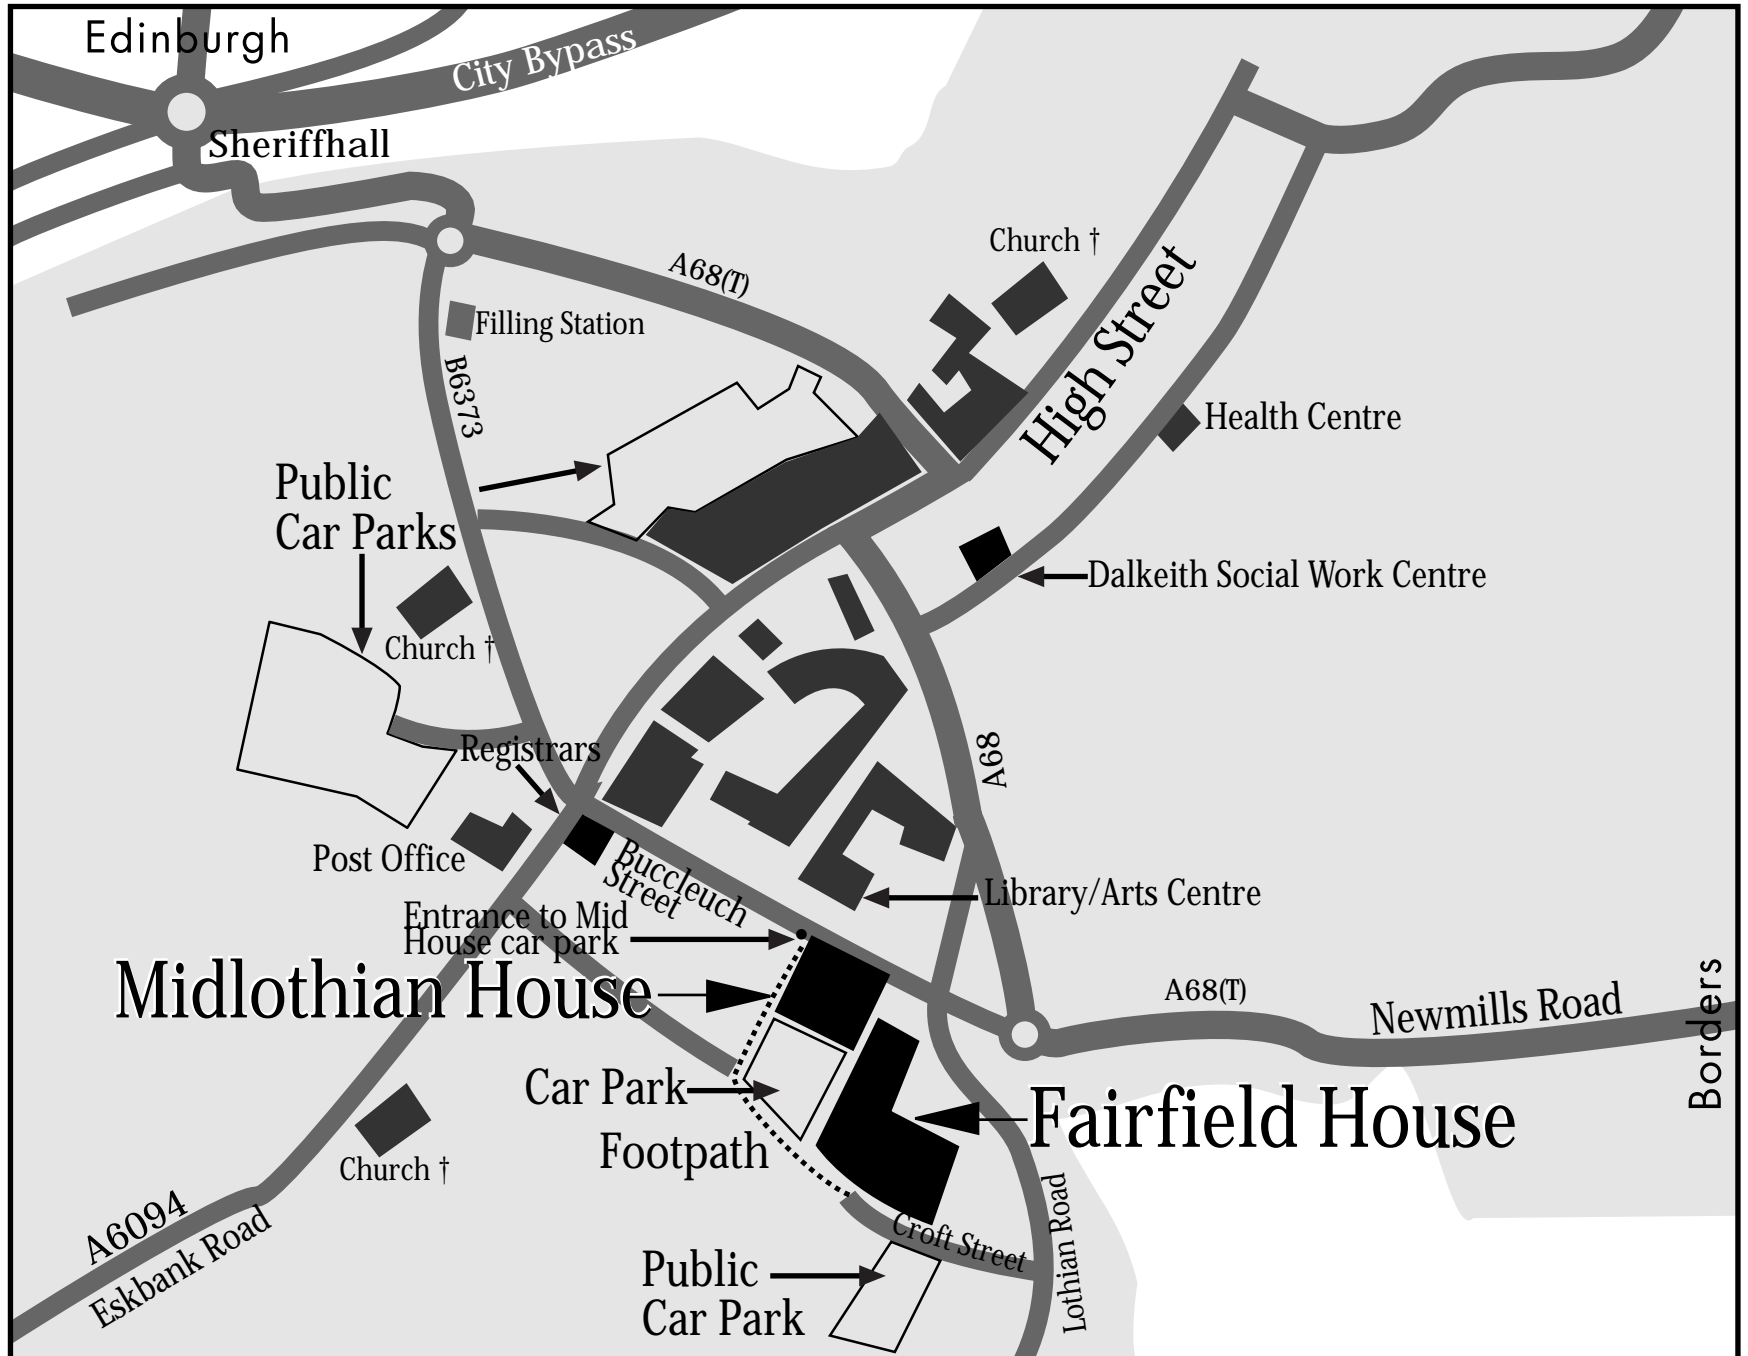 Edinburgh
City Bypass
Sheriffhall
Church †
A68(T)
High Street
Filling Station
B6373
Health Centre
Public
Car Parks
Dalkeith Social Work Centre
Church †
Registrars
A68
Post Office
Buccleuch
Street
Library/Arts Centre
Entrance to Mid
House car park
Midlothian House
A68(T)
Newmills Road
Borders
Car Park
Fairfield House
Footpath
Church †
A6094
Eskbank Road
Croft Street
Lothian Road
Public
Car Park